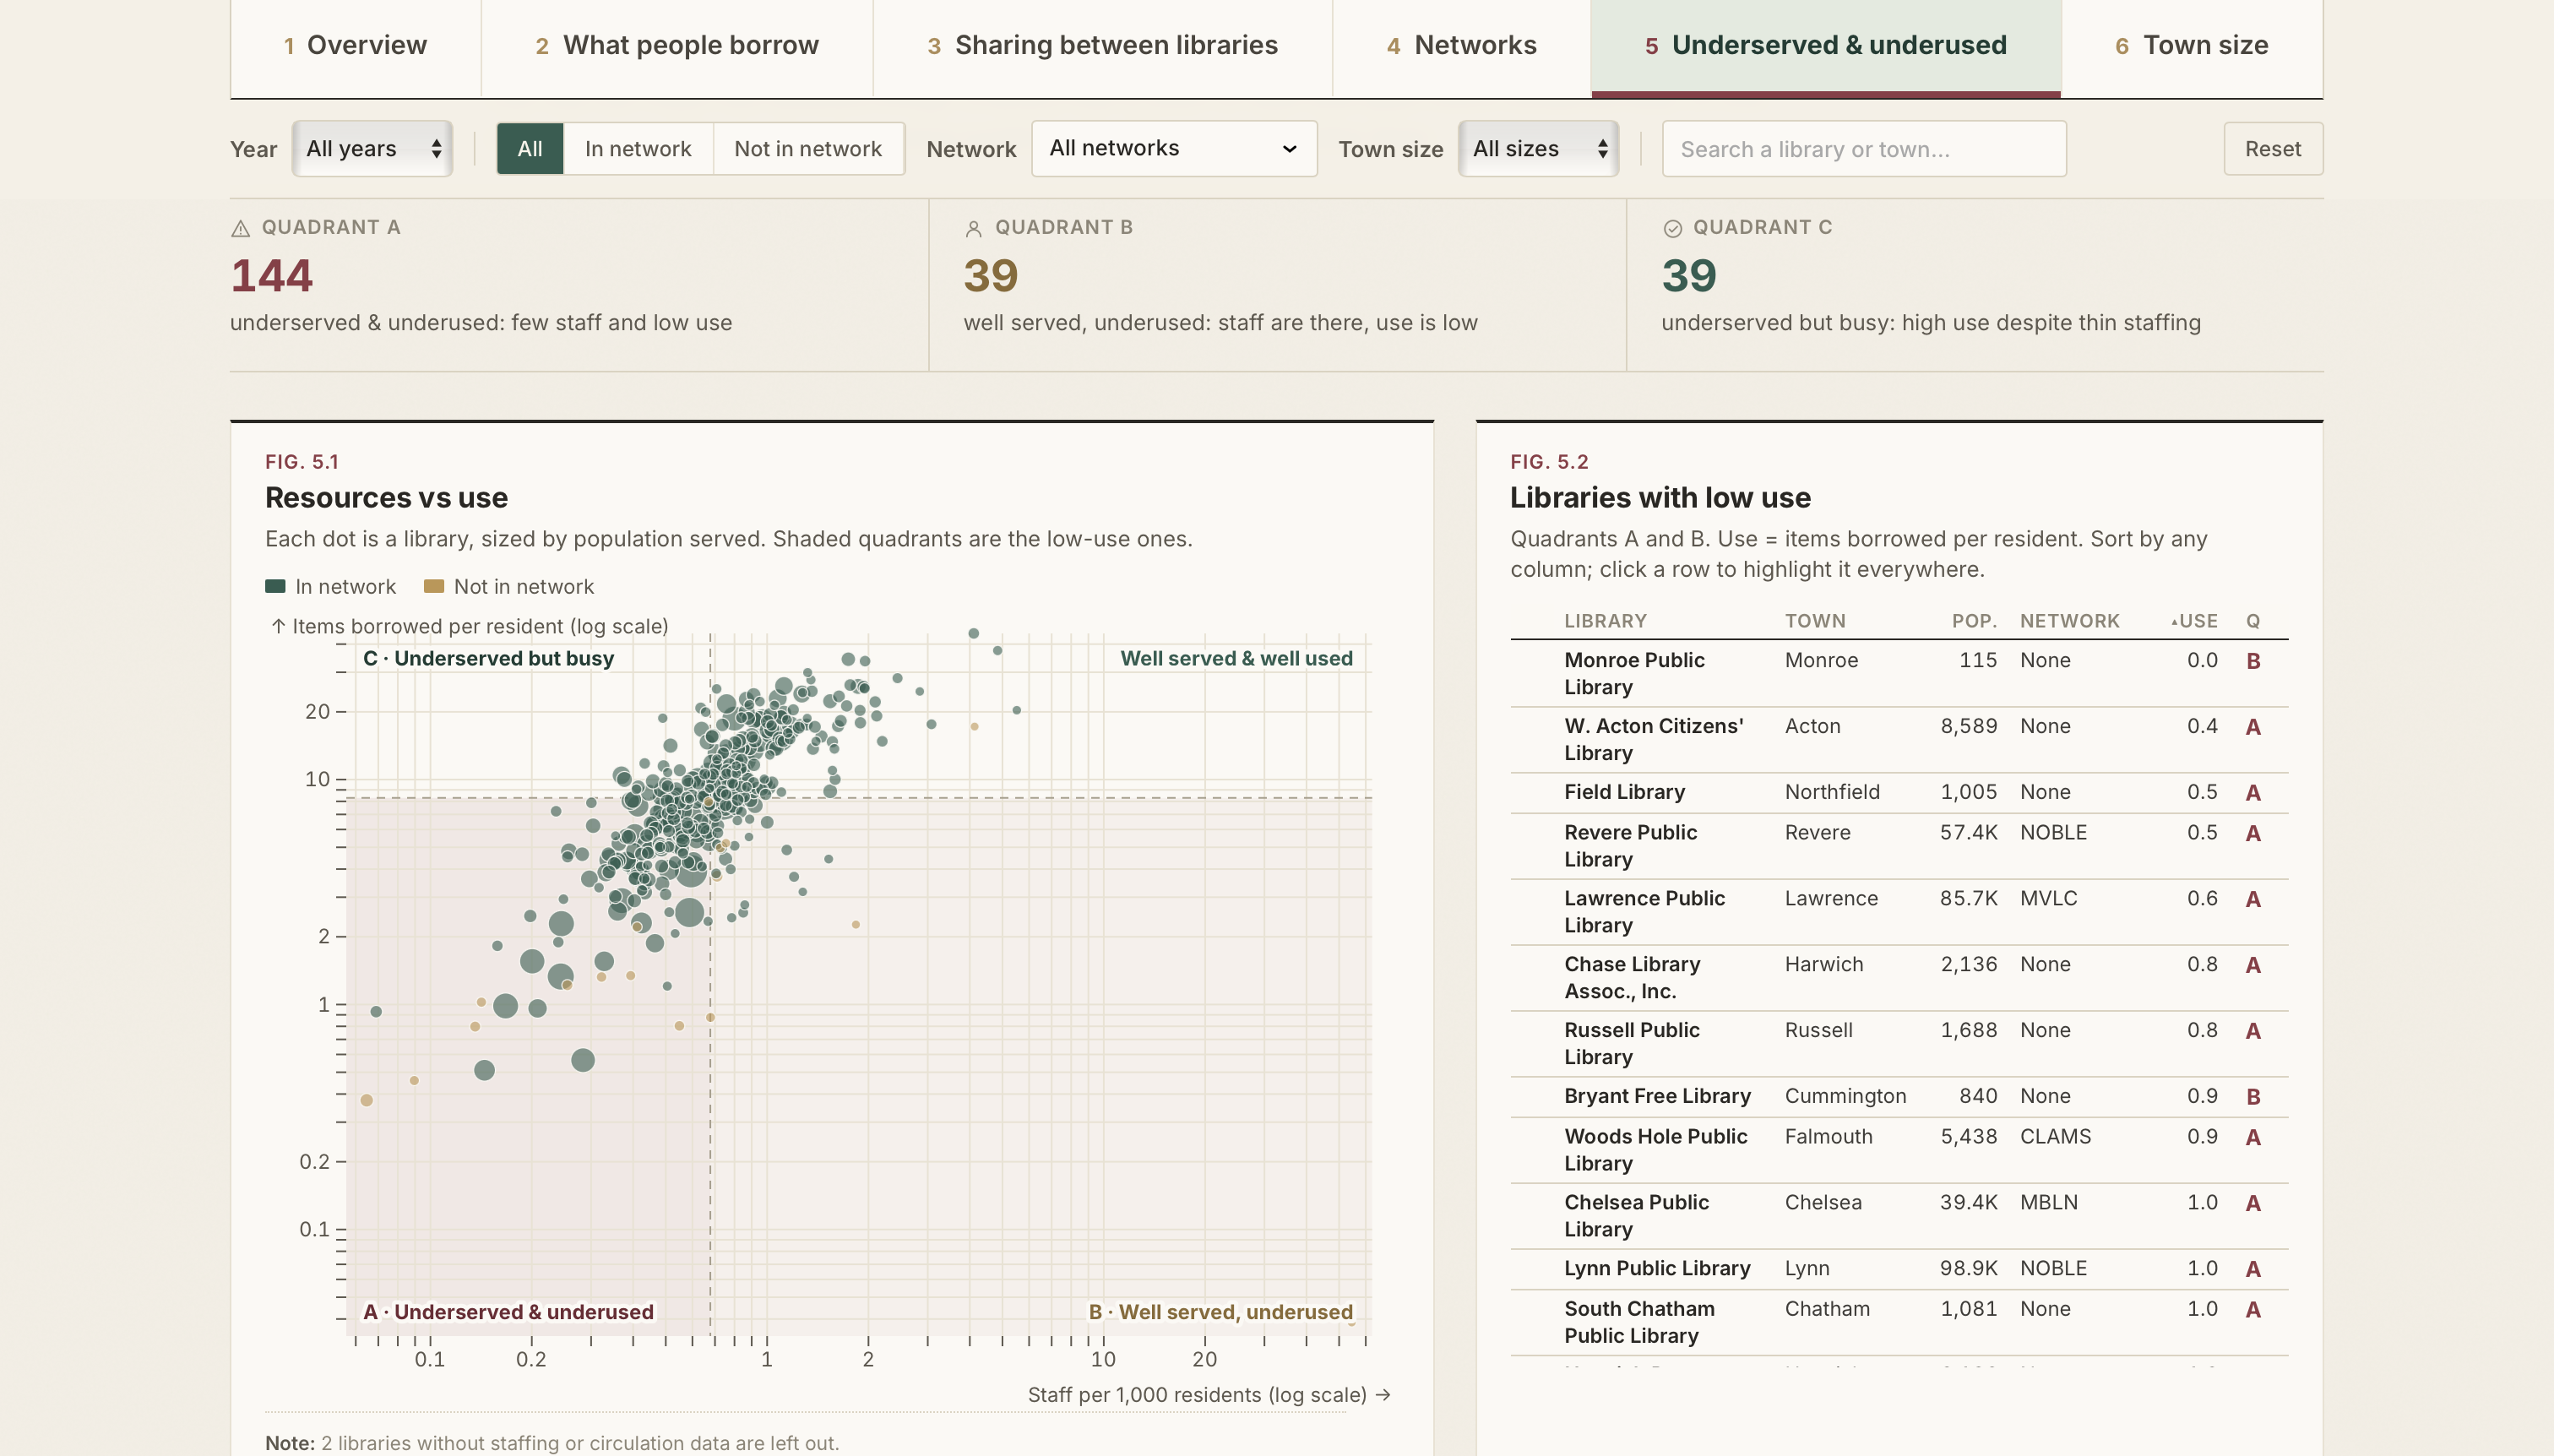 1 Overview
2 What people borrow
3 Sharing between libraries
4 Networks
5 Underserved & underused
6 Town size
Year
All years
All
In network
Not in network
Network
All networks
Town size
All sizes
Search a library or town...
Reset
QUADRANT A
144
underserved & underused: few staff and low use
QUADRANT B
39
well served, underused: staff are there, use is low
QUADRANT C
39
underserved but busy: high use despite thin staffing
FIG. 5.1
Resources vs use
Each dot is a library, sized by population served. Shaded quadrants are the low-use ones.
In network
Not in network
↑ Items borrowed per resident (log scale)
C · Underserved but busy
Well served & well used
20
10
2
1
0.2
0.1
A · Underserved & underused
B · Well served, underused
0.1 0.2 1 2 10 20
Staff per 1,000 residents (log scale) →
Note: 2 libraries without staffing or circulation data are left out.
FIG. 5.2
Libraries with low use
Quadrants A and B. Use = items borrowed per resident. Sort by any
column; click a row to highlight it everywhere.
LIBRARY TOWN POP. NETWORK ▴USE Q
Monroe Public Monroe 115 None 0.0 B
Library
W. Acton Citizens' Acton 8,589 None 0.4 A
Library
Field Library Northfield 1,005 None 0.5 A
Revere Public Revere 57.4K NOBLE 0.5 A
Library
Lawrence Public Lawrence 85.7K MVLC 0.6 A
Library
Chase Library Harwich 2,136 None 0.8 A
Assoc., Inc.
Russell Public Russell 1,688 None 0.8 A
Library
Bryant Free Library Cummington 840 None 0.9 B
Woods Hole Public Falmouth 5,438 CLAMS 0.9 A
Library
Chelsea Public Chelsea 39.4K MBLN 1.0 A
Library
Lynn Public Library Lynn 98.9K NOBLE 1.0 A
South Chatham Chatham 1,081 None 1.0 A
Public Library